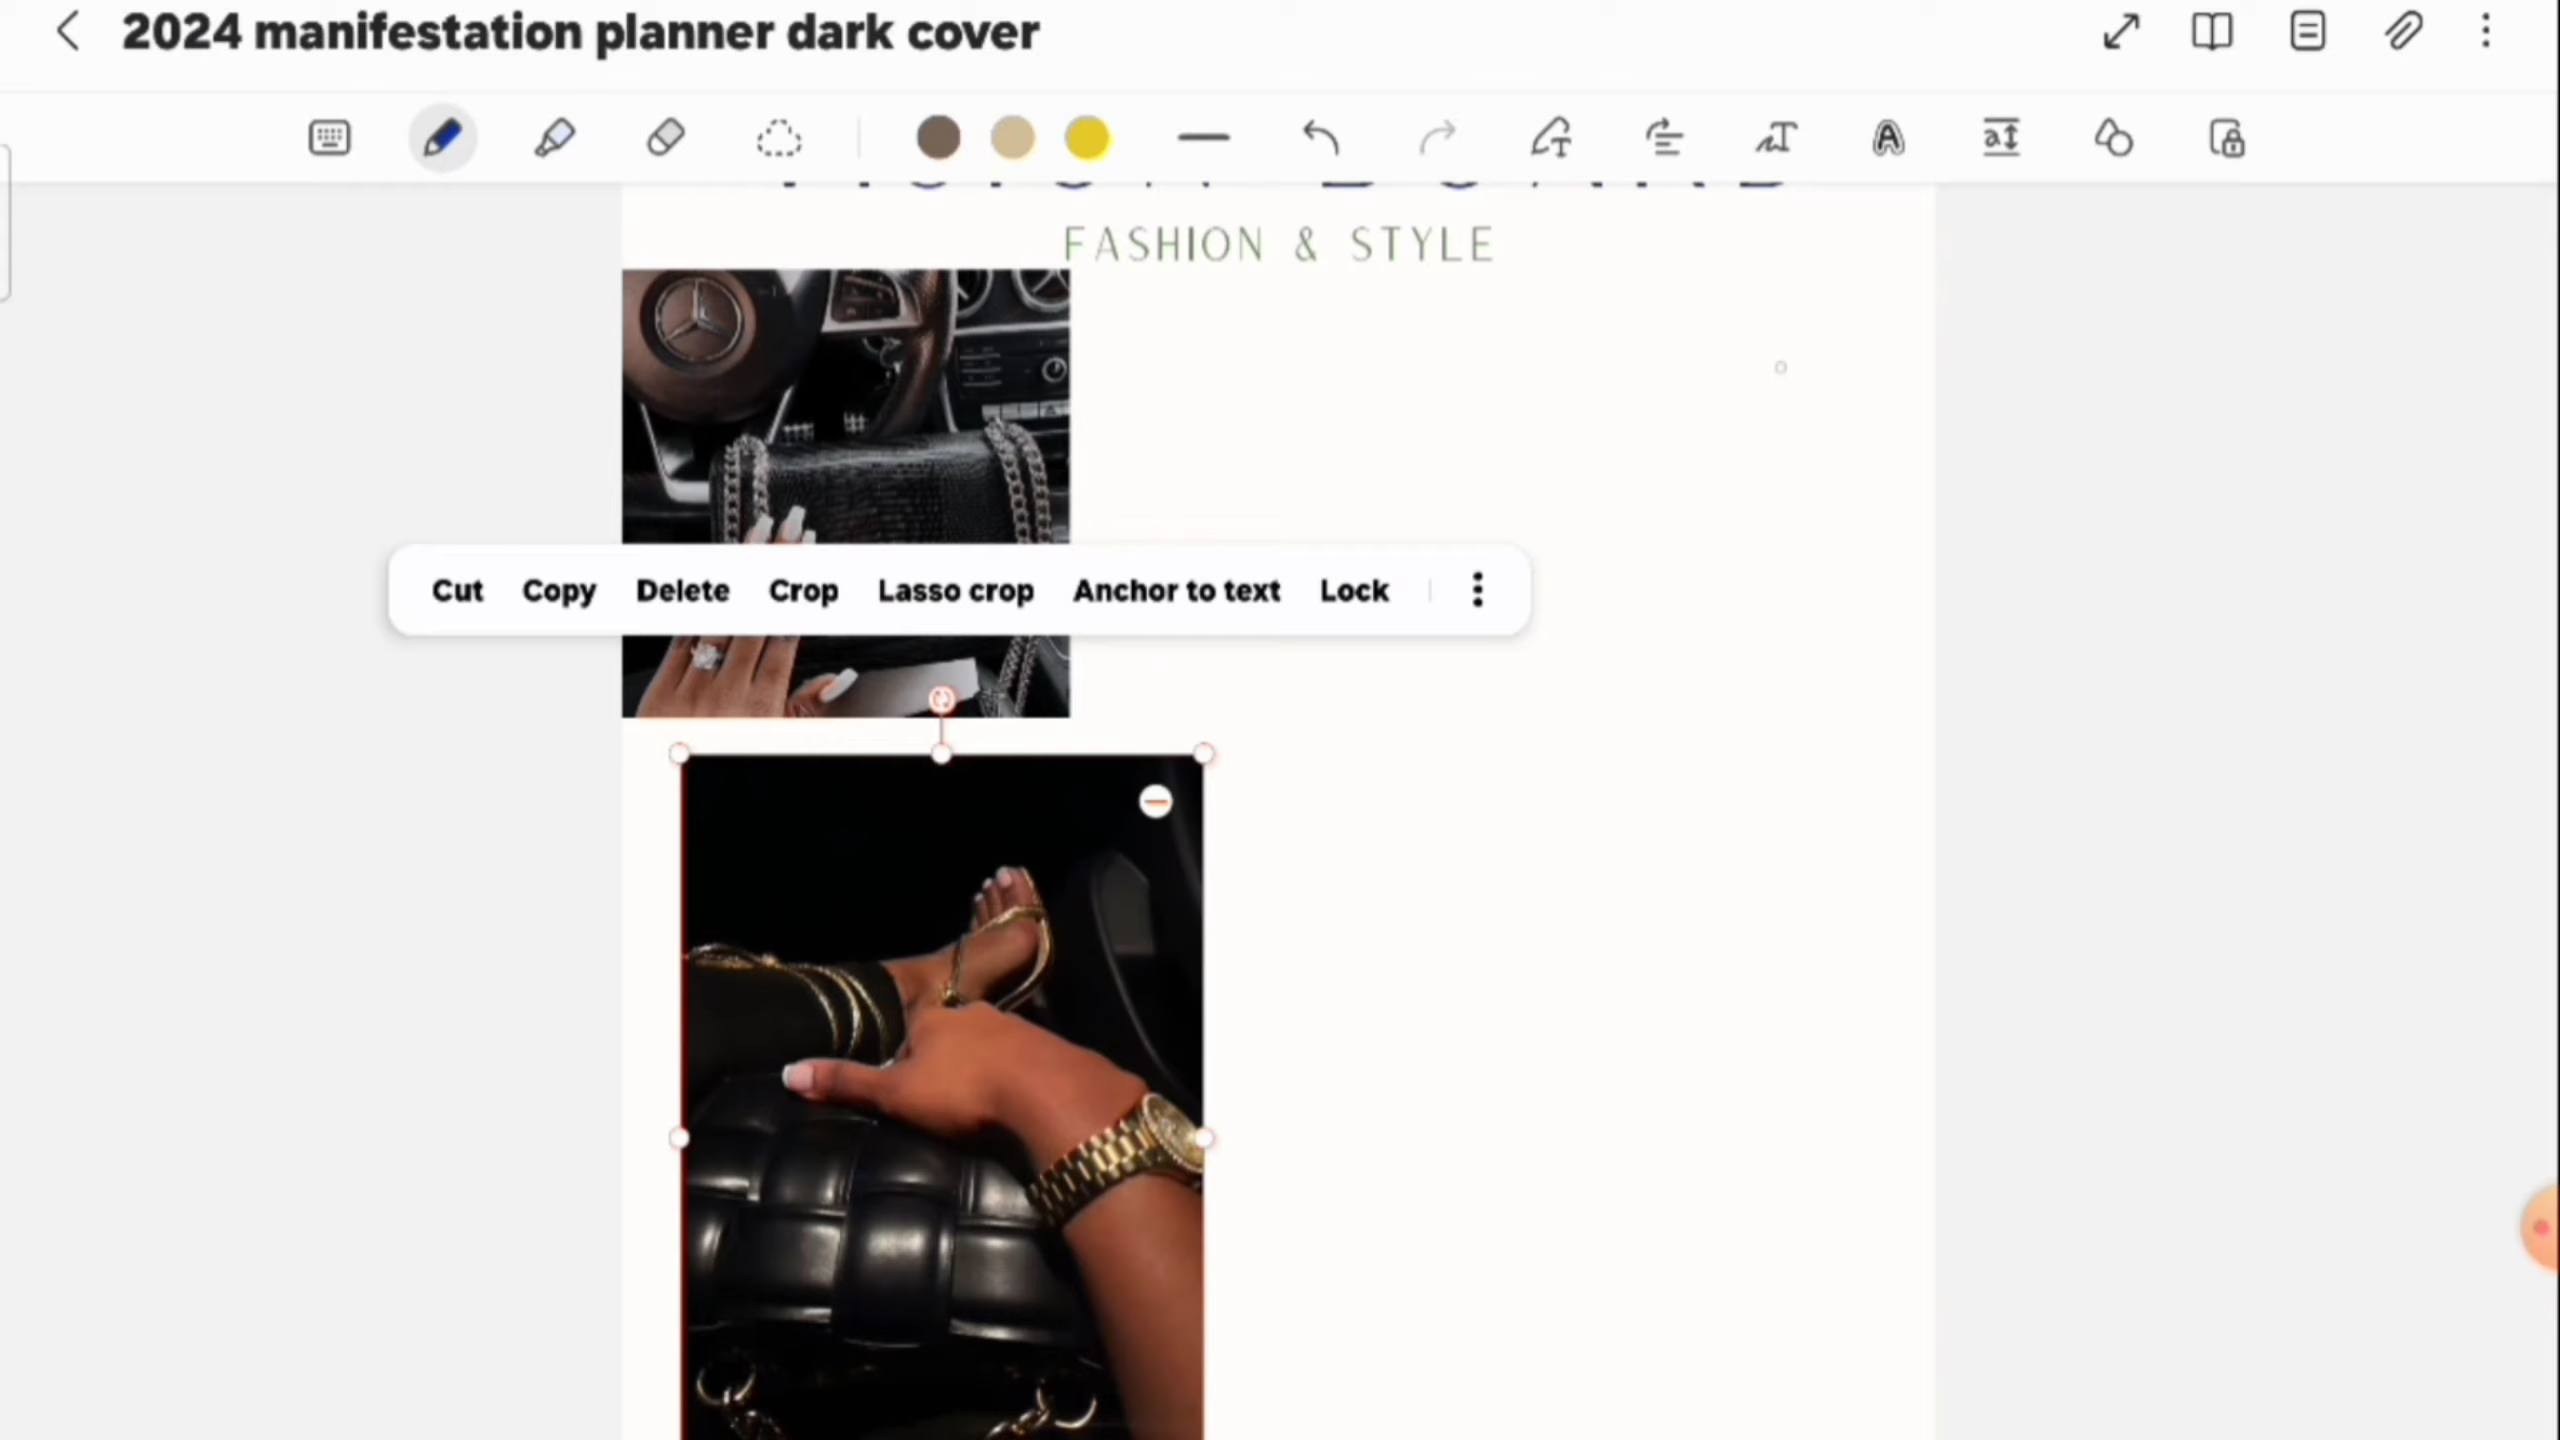 2024 manifestation planner dark cover
FASHION & STYLE
Cut Copy Delete Crop Lasso crop Anchor to text Lock